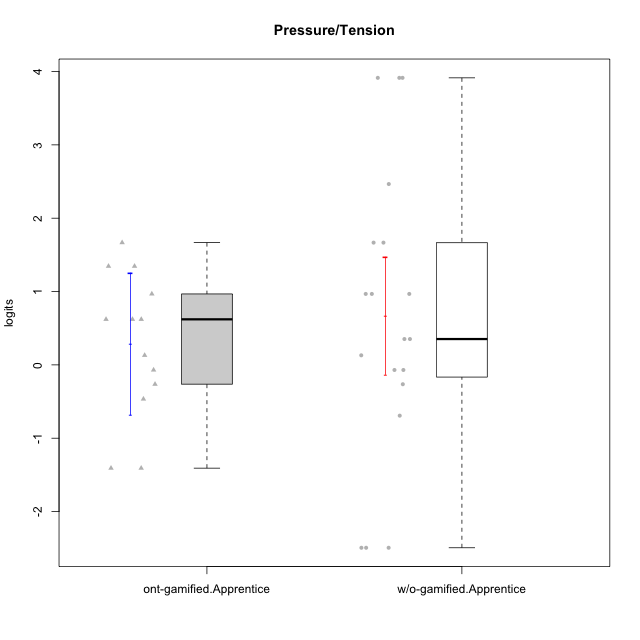 Pressure/Tension
4
3
2
1
0
-1
-2
logits
ont-gamified.Apprentice
w/o-gamified.Apprentice